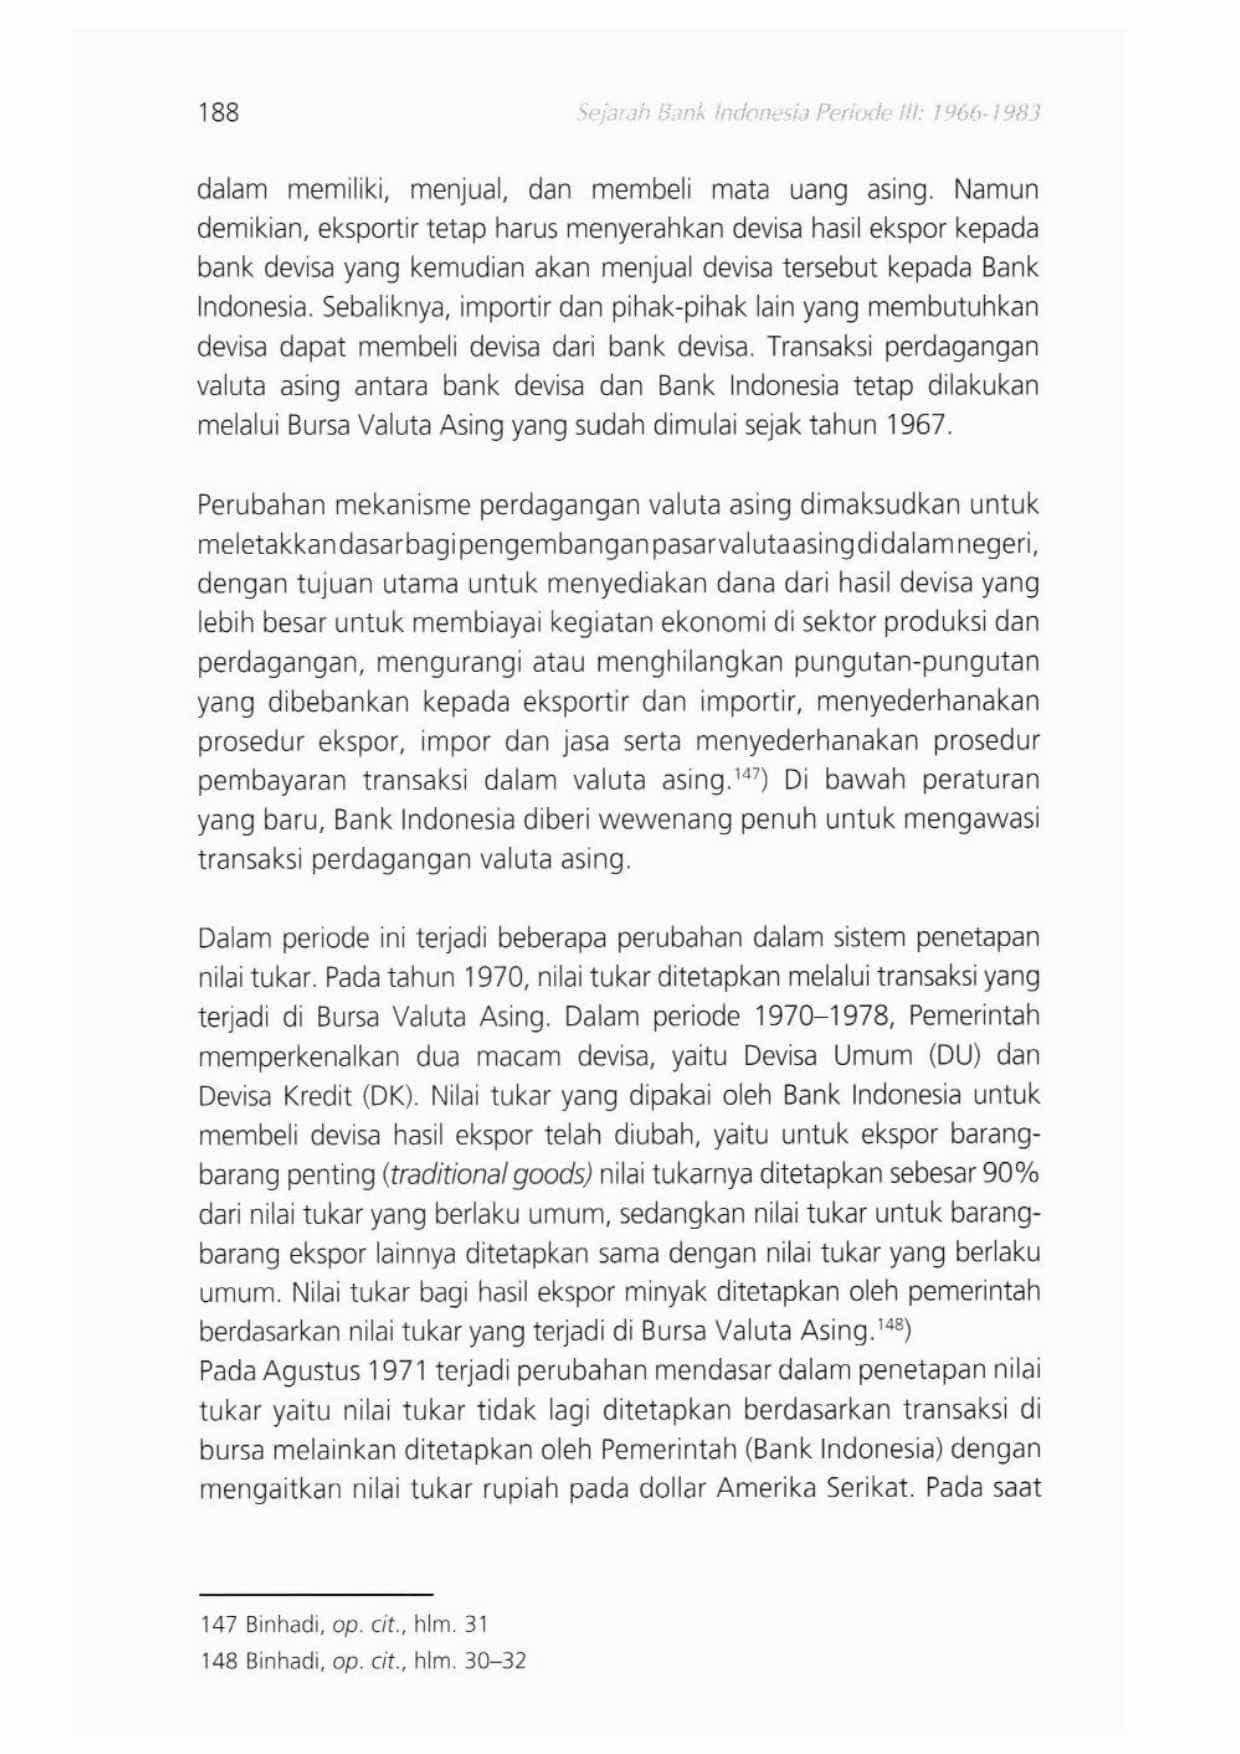 188
Sejarah Bank Indonesia Periode III: 1966-1983
dalam memiliki, menjual, dan membeli mata uang asing. Namun
demikian, eksportir tetap harus menyerahkan devisa hasil ekspor kepada
bank devisa yang kemudian akan menjual devisa tersebut kepada Bank
Indonesia. Sebaliknya, importir dan pihak-pihak lain yang membutuhkan
devisa dapat membeli devisa dari bank devisa. Transaksi perdagangan
valuta asing antara bank devisa dan Bank Indonesia tetap dilakukan
melalui Bursa Valuta Asing yang sudah dimulai sejak tahun 1967.
Perubahan mekanisme perdagangan valuta asing dimaksudkan untuk
meletakkan dasar bagi pengembangan pasar valuta asing di dalam negeri,
dengan tujuan utama untuk menyediakan dana dari hasil devisa yang
lebih besar untuk membiayai kegiatan ekonomi di sektor produksi dan
perdagangan, mengurangi atau menghilangkan pungutan-pungutan
yang dibebankan kepada eksportir dan importir, menyederhanakan
prosedur ekspor, impor dan jasa serta menyederhanakan prosedur
pembayaran transaksi dalam valuta asing.147) Di bawah peraturan
yang baru, Bank Indonesia diberi wewenang penuh untuk mengawasi
transaksi perdagangan valuta asing.
Dalam periode ini terjadi beberapa perubahan dalam sistem penetapan
nilai tukar. Pada tahun 1970, nilai tukar ditetapkan melalui transaksi yang
terjadi di Bursa Valuta Asing. Dalam periode 1970–1978, Pemerintah
memperkenalkan dua macam devisa, yaitu Devisa Umum (DU) dan
Devisa Kredit (DK). Nilai tukar yang dipakai oleh Bank Indonesia untuk
membeli devisa hasil ekspor telah diubah, yaitu untuk ekspor barang-
barang penting (traditional goods) nilai tukarnya ditetapkan sebesar 90%
dari nilai tukar yang berlaku umum, sedangkan nilai tukar untuk barang-
barang ekspor lainnya ditetapkan sama dengan nilai tukar yang berlaku
umum. Nilai tukar bagi hasil ekspor minyak ditetapkan oleh pemerintah
berdasarkan nilai tukar yang terjadi di Bursa Valuta Asing.148)
Pada Agustus 1971 terjadi perubahan mendasar dalam penetapan nilai
tukar yaitu nilai tukar tidak lagi ditetapkan berdasarkan transaksi di
bursa melainkan ditetapkan oleh Pemerintah (Bank Indonesia) dengan
mengaitkan nilai tukar rupiah pada dollar Amerika Serikat. Pada saat
147 Binhadi, op. cit., hlm. 31
148 Binhadi, op. cit., hlm. 30–32